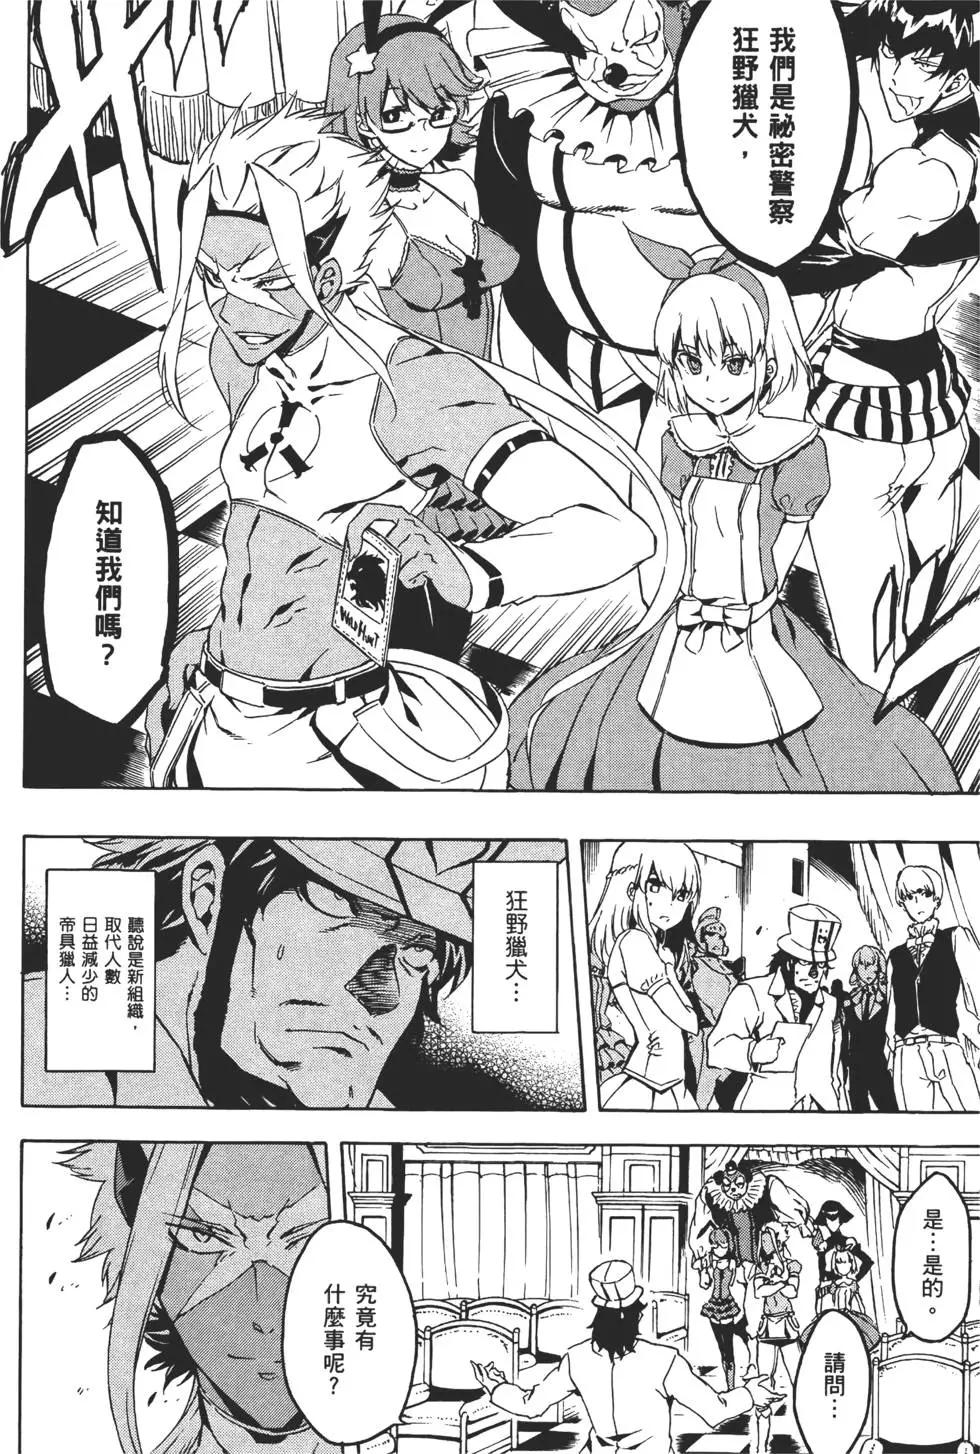 我們是祕密警察
狂野獵犬，
知道我們嗎？
WILD HUNT
狂野獵犬…
聽說是新組織，
取代人數
日益減少的
帝具獵人…
是…是的。
請問…
究竟有
什麼事呢？